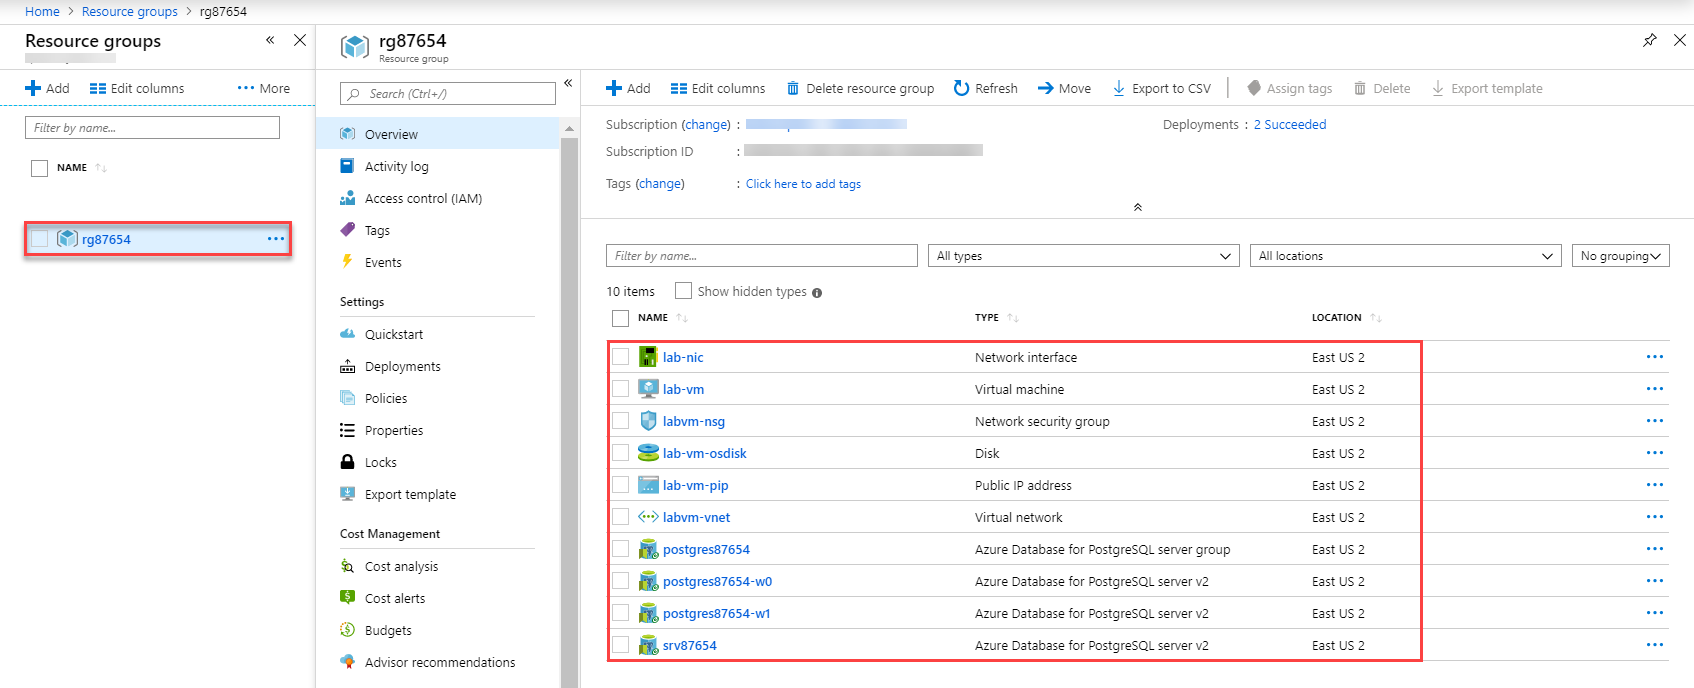 Home > Resource groups > rg87654
Resource groups
« ×
Add Edit columns ··· More
Filter by name...
NAME ↑↓
rg87654 ···
rg87654
Resource group
Search (Ctrl+/)
«
Overview
Activity log
Access control (IAM)
Tags
Events
Settings
Quickstart
Deployments
Policies
Properties
Locks
Export template
Cost Management
Cost analysis
Cost alerts
Budgets
Advisor recommendations
Add Edit columns Delete resource group Refresh Move Export to CSV Assign tags Delete Export template
Subscription (change) :
Deployments : 2 Succeeded
Subscription ID :
Tags (change) : Click here to add tags
Filter by name... All types All locations No grouping
10 items Show hidden types
NAME ↑↓ TYPE ↑↓ LOCATION ↑↓
lab-nic Network interface East US 2 ···
lab-vm Virtual machine East US 2 ···
labvm-nsg Network security group East US 2 ···
lab-vm-osdisk Disk East US 2 ···
lab-vm-pip Public IP address East US 2 ···
labvm-vnet Virtual network East US 2 ···
postgres87654 Azure Database for PostgreSQL server group East US 2 ···
postgres87654-w0 Azure Database for PostgreSQL server v2 East US 2 ···
postgres87654-w1 Azure Database for PostgreSQL server v2 East US 2 ···
srv87654 Azure Database for PostgreSQL server v2 East US 2 ···